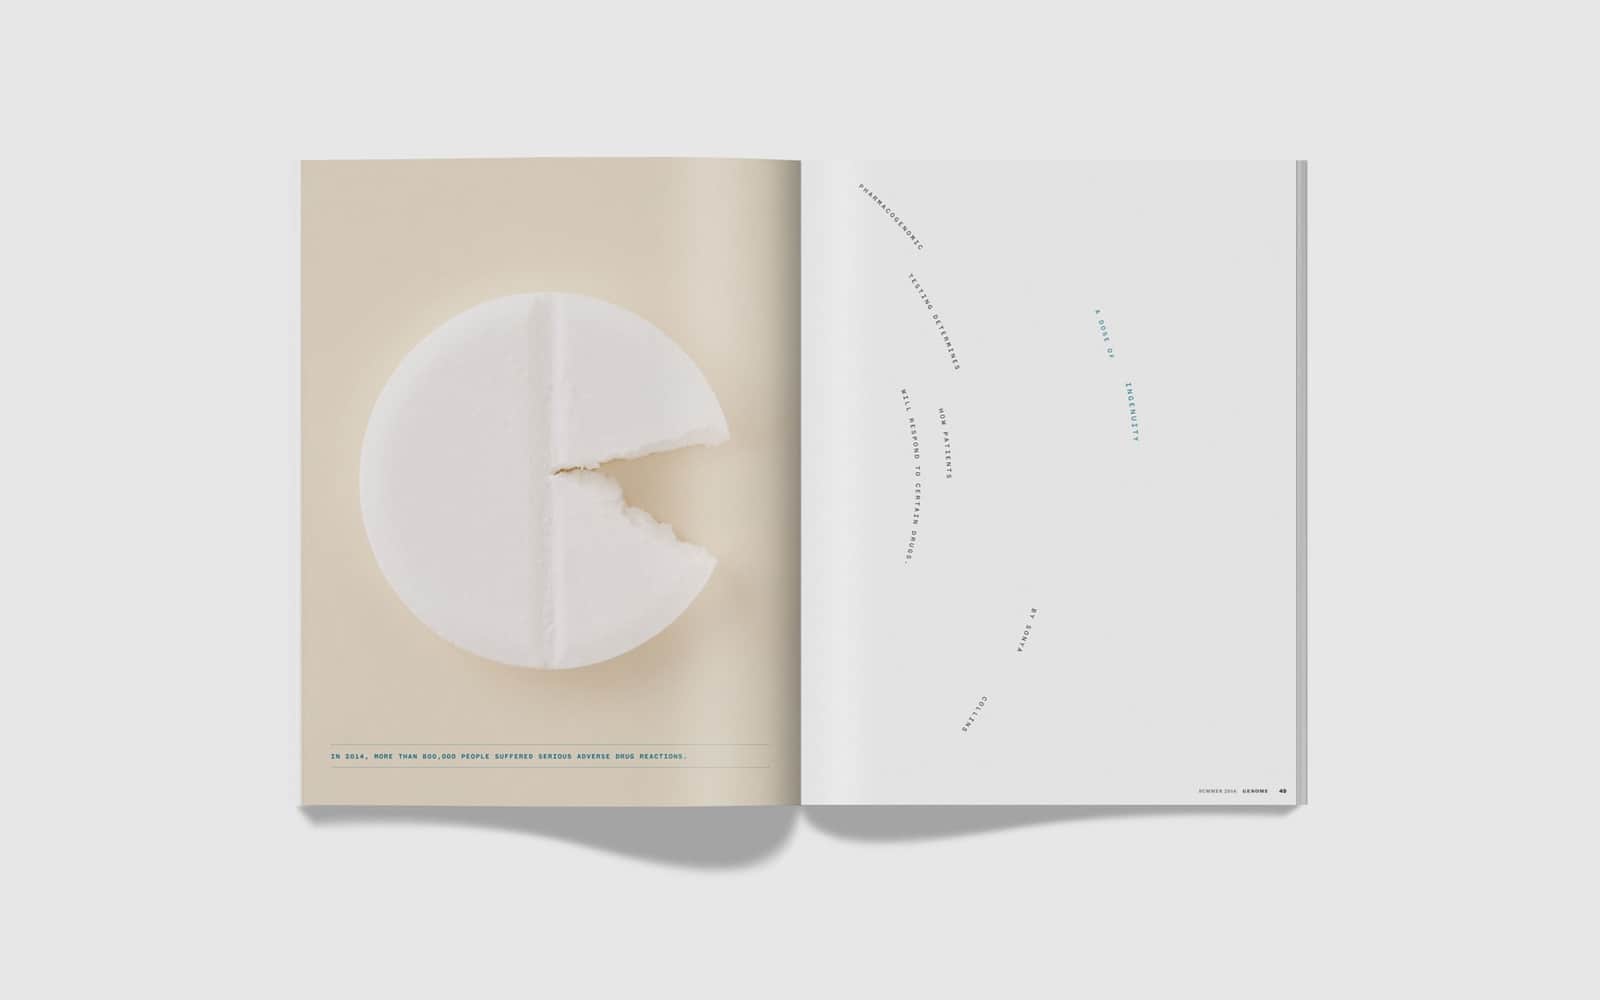 IN 2014, MORE THAN 800,000 PEOPLE SUFFERED SERIOUS ADVERSE DRUG REACTIONS.
A DOSE OF
INGENUITY
PHARMACOGENOMIC
TESTING DETERMINES
HOW PATIENTS
WILL RESPOND TO CERTAIN DRUGS.
BY SONYA
COLLINS
SUMMER 2016 GENOME 49